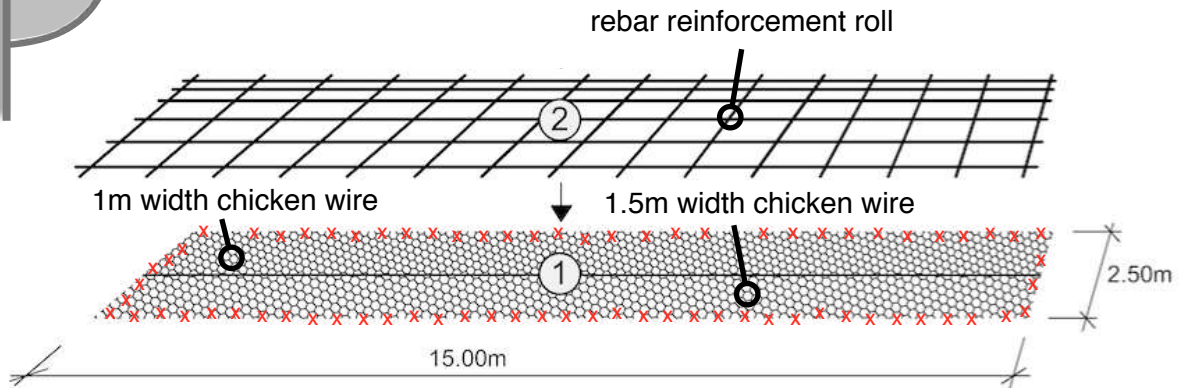 rebar reinforcement roll
2
1m width chicken wire
1.5m width chicken wire
1
2.50m
15.00m